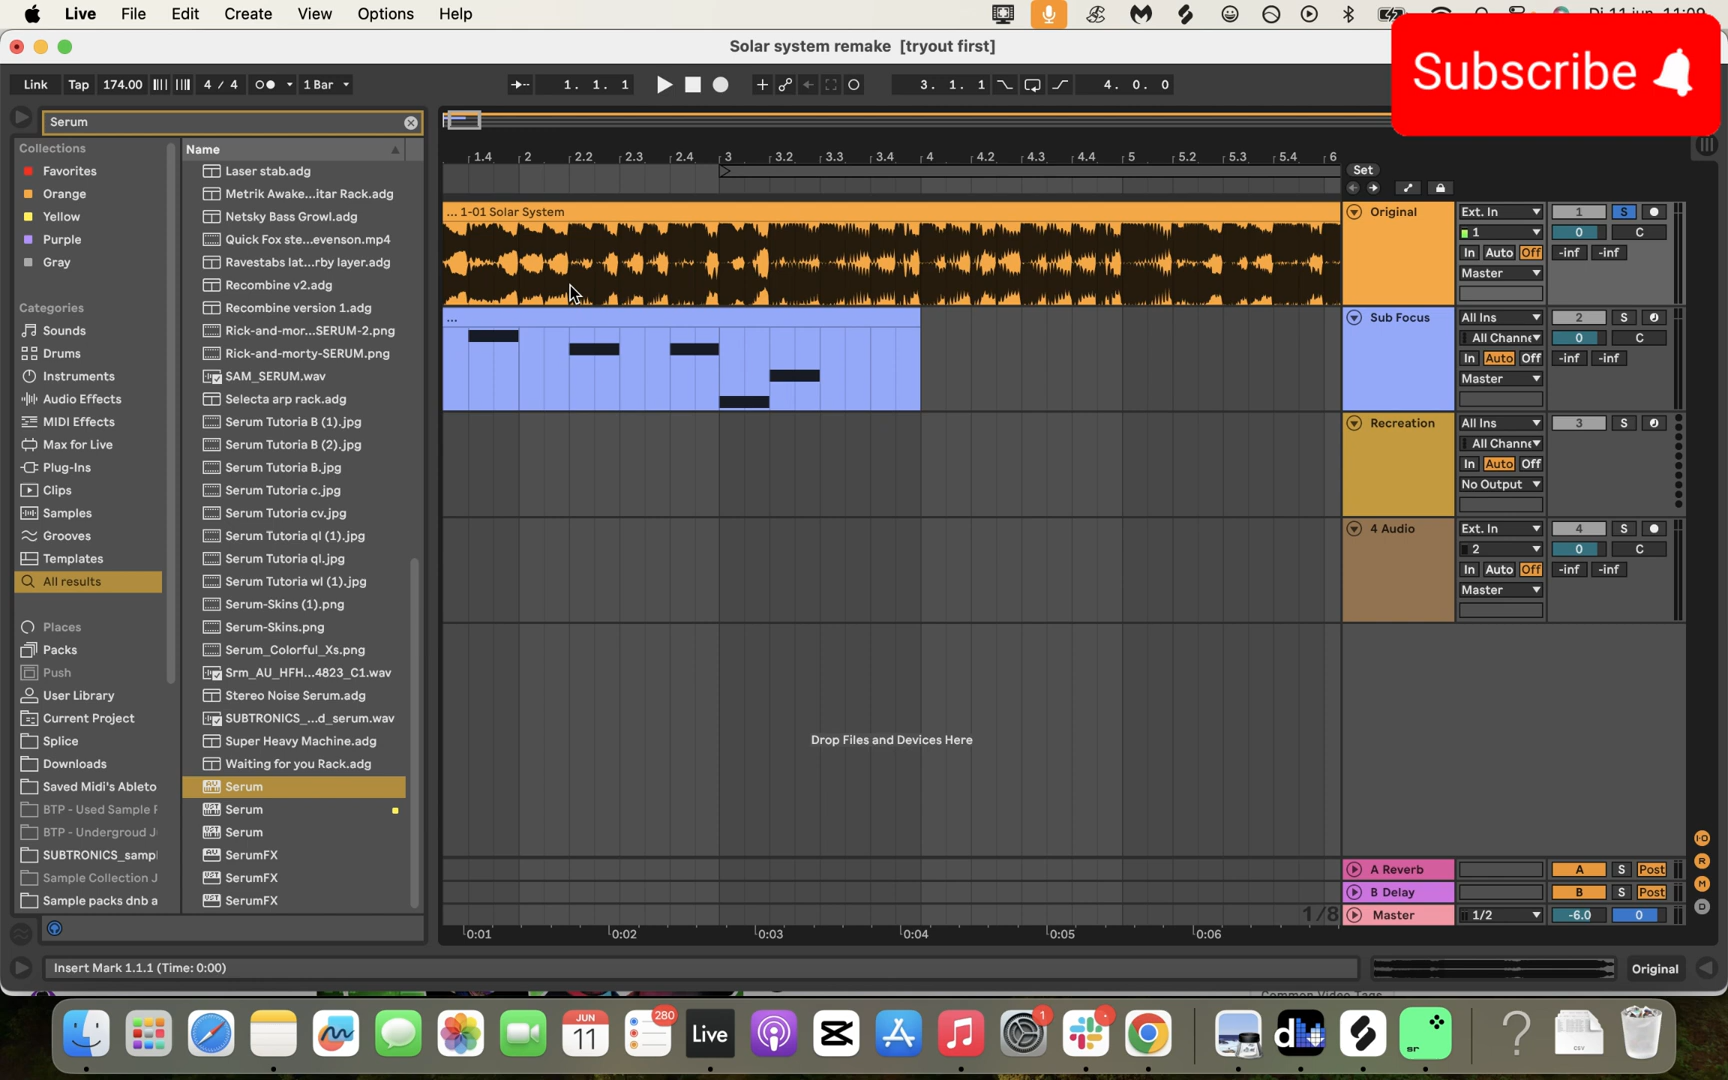 Live File Edit Create View Options Help
Solar system remake [tryout first]
Subscribe
Link Tap 174.00 4 / 4 1 Bar 1. 1. 1 3. 1. 1 4. 0. 0
Serum
Collections
Favorites
Orange
Yellow
Purple
Gray
Categories
Sounds
Drums
Instruments
Audio Effects
MIDI Effects
Max for Live
Plug-Ins
Clips
Samples
Grooves
Templates
All results
Places
Packs
Push
User Library
Current Project
Splice
Downloads
Saved Midi's Ableto
BTP - Used Sample F
BTP - Undergroud J
SUBTRONICS_sampl
Sample Collection J
Sample packs dnb a
Name
Laser stab.adg
Metrik Awake...itar Rack.adg
Netsky Bass Growl.adg
Quick Fox ste...evenson.mp4
Ravestabs lat...rby layer.adg
Recombine v2.adg
Recombine version 1.adg
Rick-and-mor...SERUM-2.png
Rick-and-morty-SERUM.png
SAM_SERUM.wav
Selecta arp rack.adg
Serum Tutoria B (1).jpg
Serum Tutoria B (2).jpg
Serum Tutoria B.jpg
Serum Tutoria c.jpg
Serum Tutoria cv.jpg
Serum Tutoria ql (1).jpg
Serum Tutoria ql.jpg
Serum Tutoria wl (1).jpg
Serum-Skins (1).png
Serum-Skins.png
Serum_Colorful_Xs.png
Srm_AU_HFH...4823_C1.wav
Stereo Noise Serum.adg
SUBTRONICS_...d_serum.wav
Super Heavy Machine.adg
Waiting for you Rack.adg
Serum
Serum
Serum
SerumFX
SerumFX
SerumFX
1.4 2 2.2 2.3 2.4 3 3.2 3.3 3.4 4 4.2 4.3 4.4 5 5.2 5.3 5.4 6
Set
... 1-01 Solar System
...
Drop Files and Devices Here
1/8
0:01 0:02 0:03 0:04 0:05 0:06
Original Ext. In 1 S
1 0 C
In Auto Off -inf -inf
Master
Sub Focus All Ins 2 S
All Channe 0 C
In Auto Off -inf -inf
Master
Recreation All Ins 3 S
All Channe
In Auto Off
No Output
4 Audio Ext. In 4 S
2 0 C
In Auto Off -inf -inf
Master
A Reverb A S Post
B Delay B S Post
Master 1/2 -6.0 0
I·O
R
M
D
Insert Mark 1.1.1 (Time: 0:00)
Original
JUN
11
280
Live
1
sr
CSV